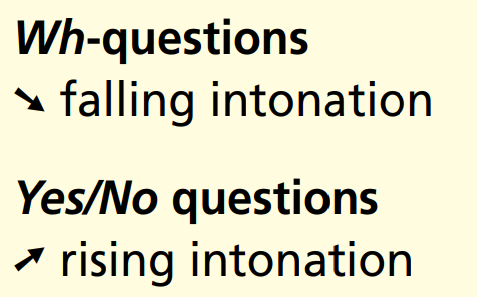 Wh-questions
➘ falling intonation
Yes/No questions
➚ rising intonation